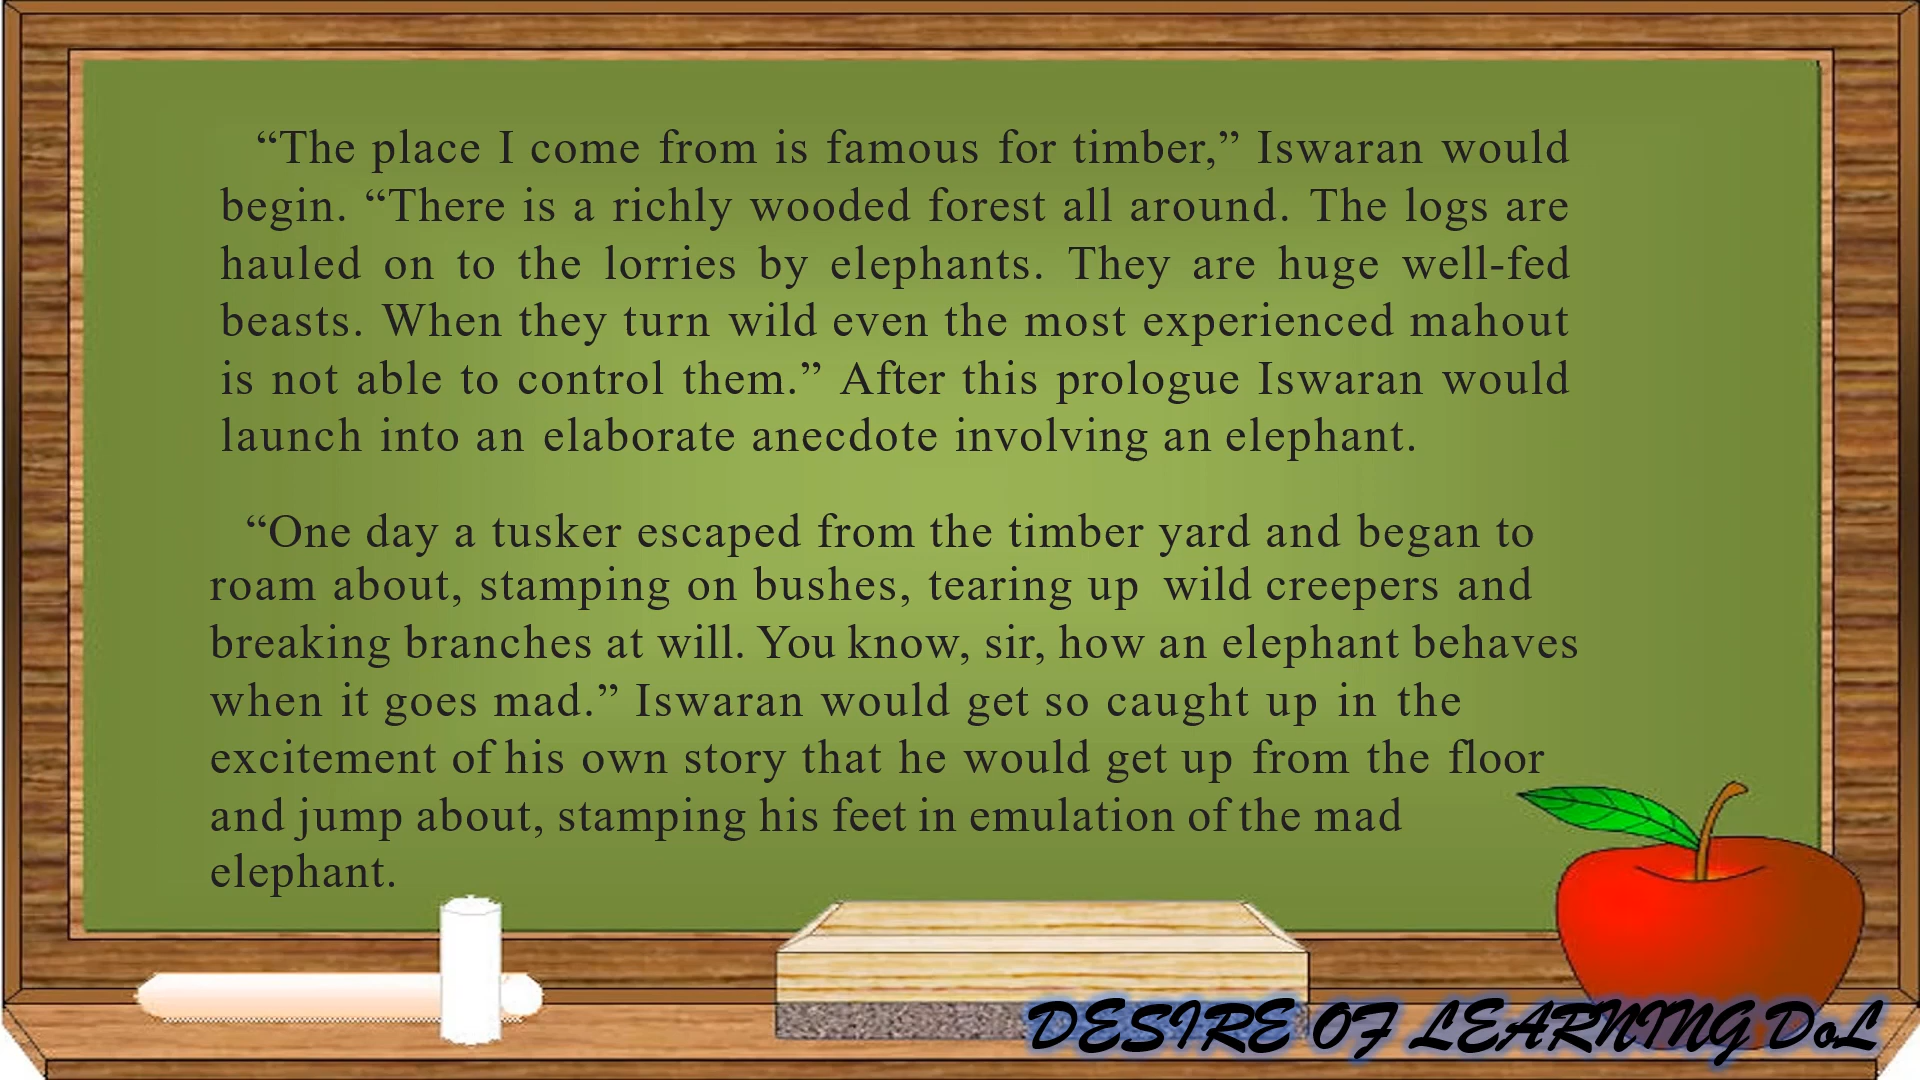 “The place I come from is famous for timber,” Iswaran would
begin. “There is a richly wooded forest all around. The logs are
hauled on to the lorries by elephants. They are huge well-fed
beasts. When they turn wild even the most experienced mahout
is not able to control them.” After this prologue Iswaran would
launch into an elaborate anecdote involving an elephant.
“One day a tusker escaped from the timber yard and began to
roam about, stamping on bushes, tearing up wild creepers and
breaking branches at will. You know, sir, how an elephant behaves
when it goes mad.” Iswaran would get so caught up in the
excitement of his own story that he would get up from the floor
and jump about, stamping his feet in emulation of the mad
elephant.
DESIRE OF LEARNING DoL